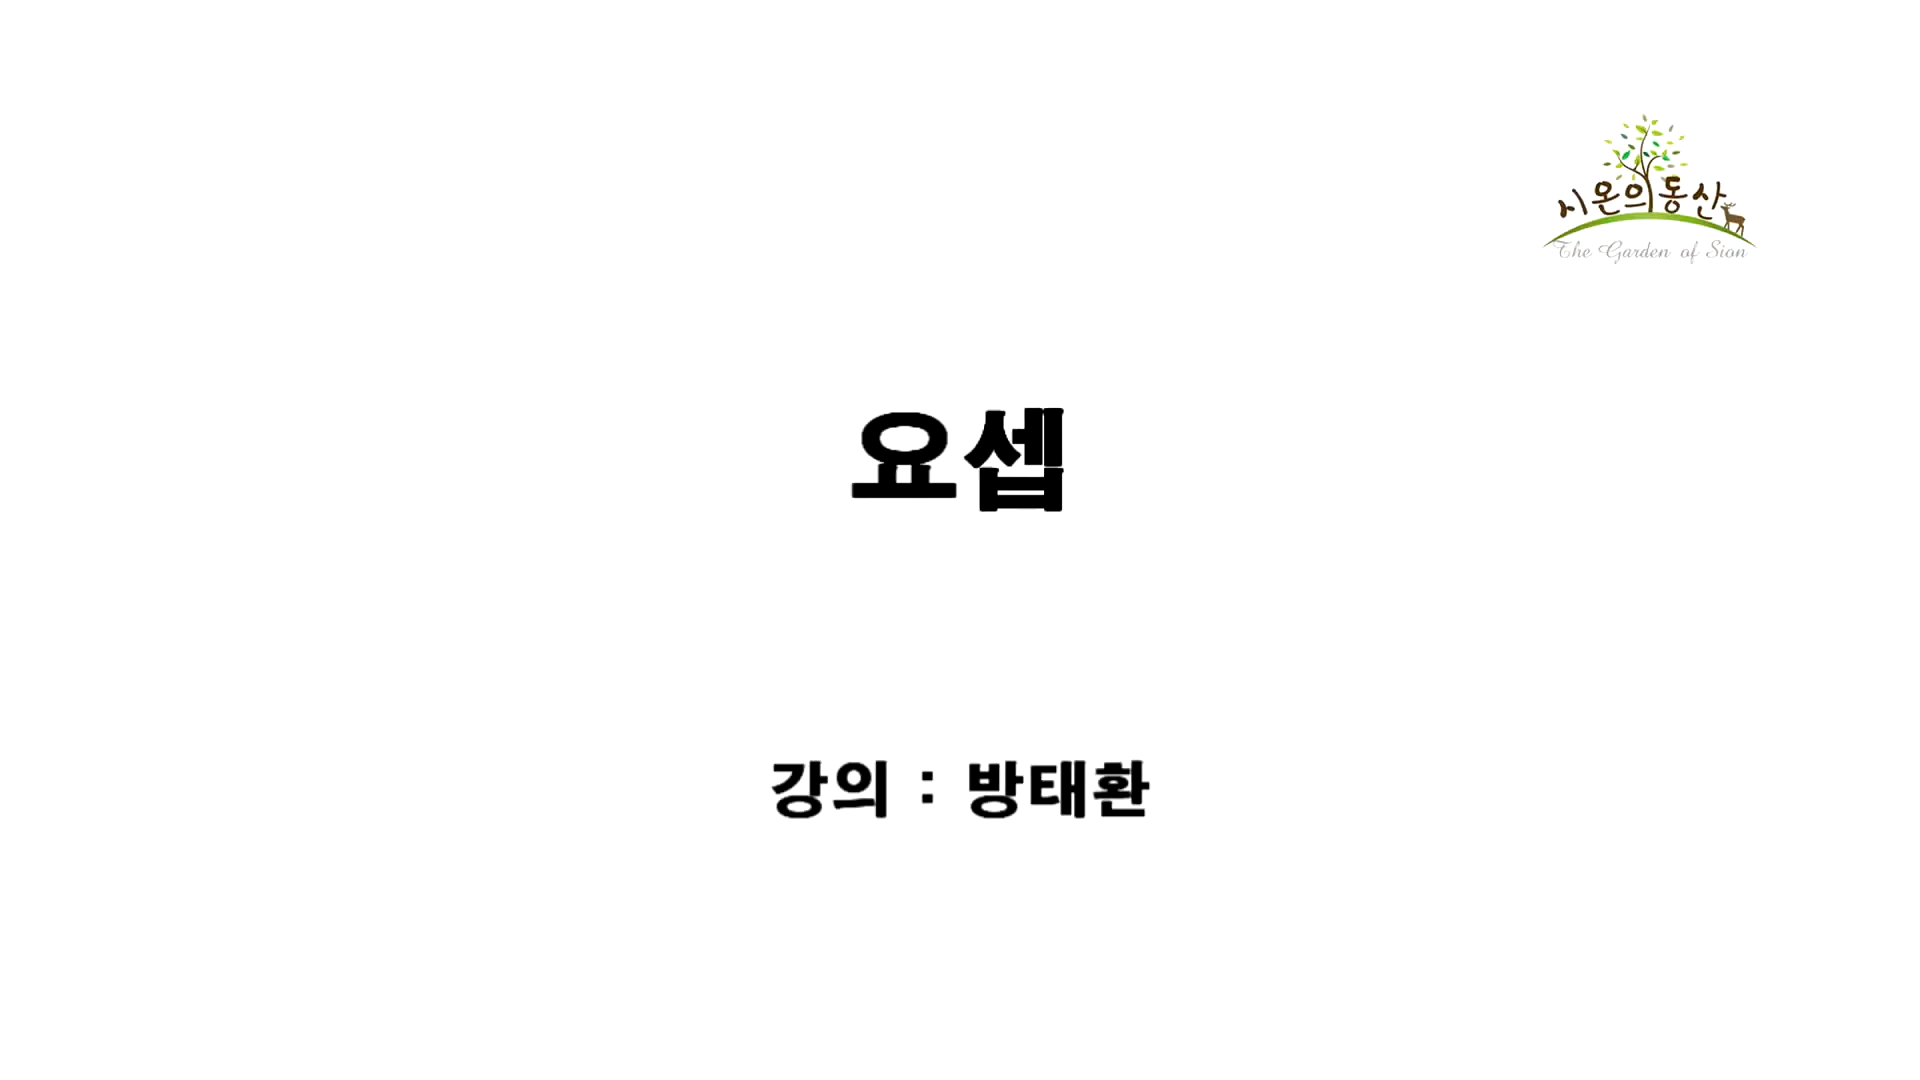 시온의동산
The Garden of Sion
요셉
강의 : 방태환